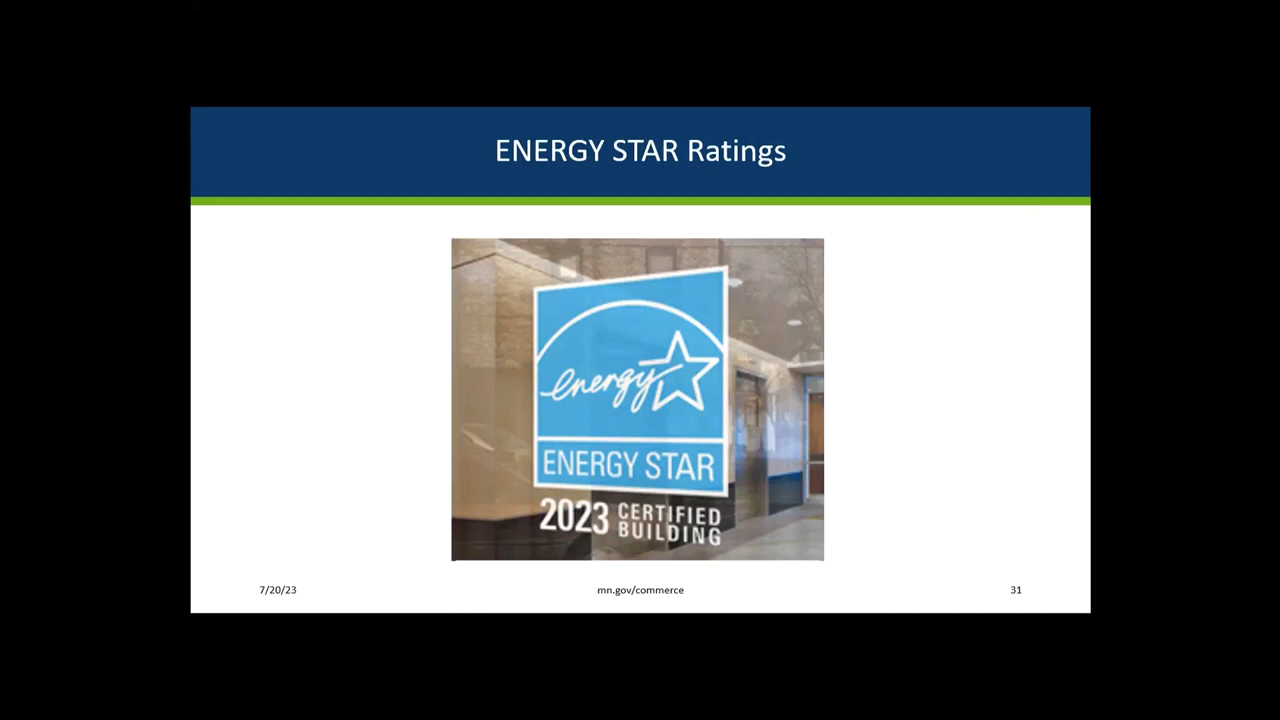 ENERGY STAR Ratings
energy
ENERGY STAR
2023 CERTIFIED
BUILDING
7/20/23 mn.gov/commerce 31